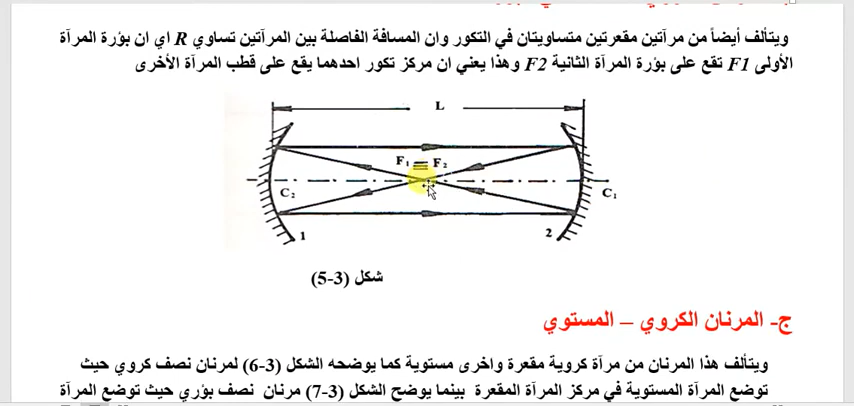 ويتألف أيضاً من مرآتين مقعرتين متساويتان في التكور وان المسافة الفاصلة بين المرآتين تساوي R اي ان بؤرة المرآة
الأولى F1 تقع على بؤرة المرآة الثانية F2 وهذا يعني ان مركز تكور احدهما يقع على قطب المرآة الأخرى
L
F₁ = F₂
C₂
C₁
1
2
شكل (3-5)
ج- المرنان الكروي – المستوي
ويتألف هذا المرنان من مرآة كروية مقعرة واخرى مستوية كما يوضحه الشكل (3-6) لمرنان نصف كروي حيث
توضع المرآة المستوية في مركز المرآة المقعرة بينما يوضح الشكل (3-7) مرنان نصف بؤري حيث توضع المرآة